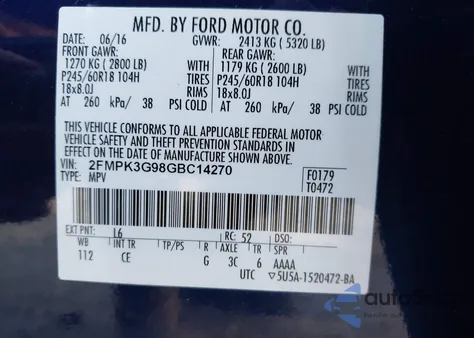 MFD. BY FORD MOTOR CO.
DATE: 06/16 GVWR: 2413 KG ( 5320 LB)
FRONT GAWR: REAR GAWR:
1270 KG ( 2800 LB) WITH 1179 KG ( 2600 LB) WITH
P245/60R18 104H TIRES P245/60R18 104H TIRES
18x8.0J RIMS 18x8.0J RIMS
AT 260 kPa/ 38 PSI COLD AT 260 kPa/ 38 PSI COLD
THIS VEHICLE CONFORMS TO ALL APPLICABLE FEDERAL MOTOR
VEHICLE SAFETY AND THEFT PREVENTION STANDARDS IN
EFFECT ON THE DATE OF MANUFACTURE SHOWN ABOVE.
VIN: 2FMPK3G98GBC14270 F0179
TYPE: MPV T0472
EXT PNT: L6 RC: 52 DSO:
WB INT TR TP/PS R AXLE TR SPR
112 CE G 3C 6 AAAA
UTC 5U5A-1520472-BA